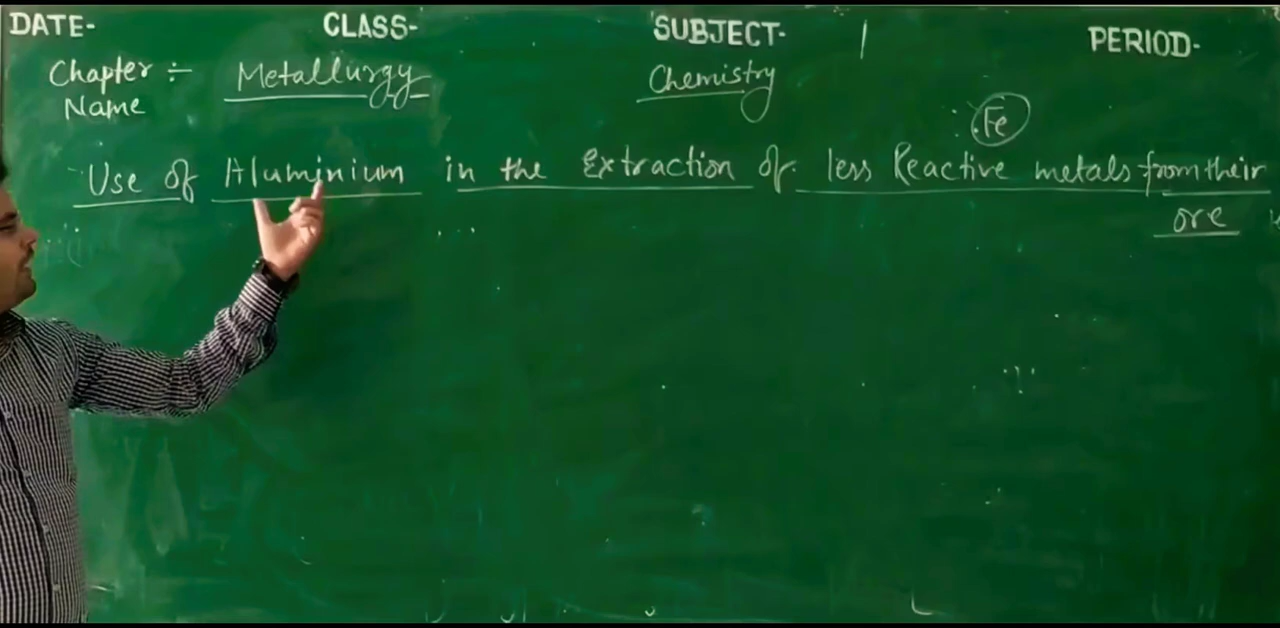 DATE- CLASS- SUBJECT- PERIOD-
Chapter :- Metallurgy Chemistry
Name
Fe
Use of Aluminium in the Extraction of less Reactive metals from their
ore